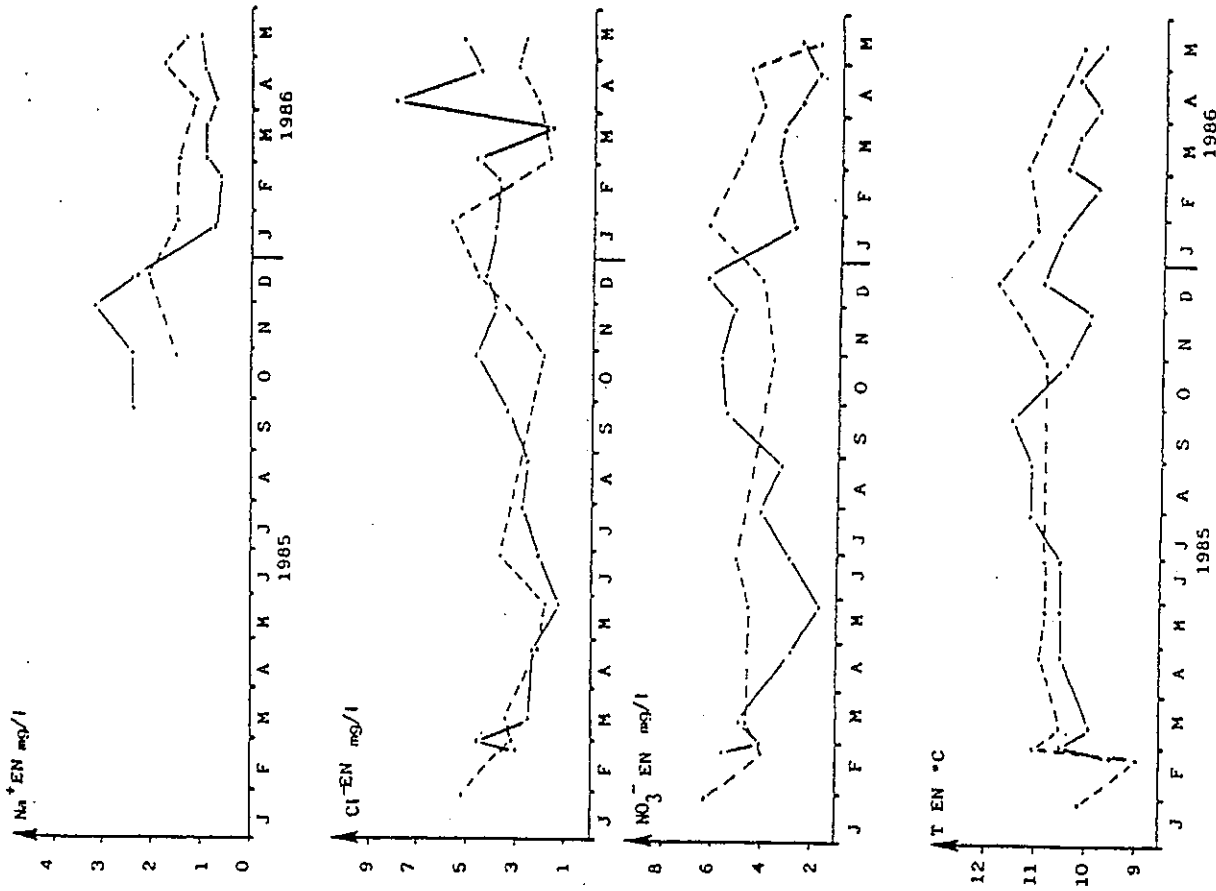 Na⁺ EN mg/l
4
3
2
1
0
J F M A M J J A S O N D J F M A M
1985 1986
Cl⁻ EN mg/l
9
7
5
3
1
J F M A M J J A S O N D J F M A M
NO₃⁻ EN mg/l
8
6
4
2
J F M A M J J A S O N D J F M A M
T EN °C
12
11
10
9
J F M A M J J A S O N D J F M A M
1985 1986